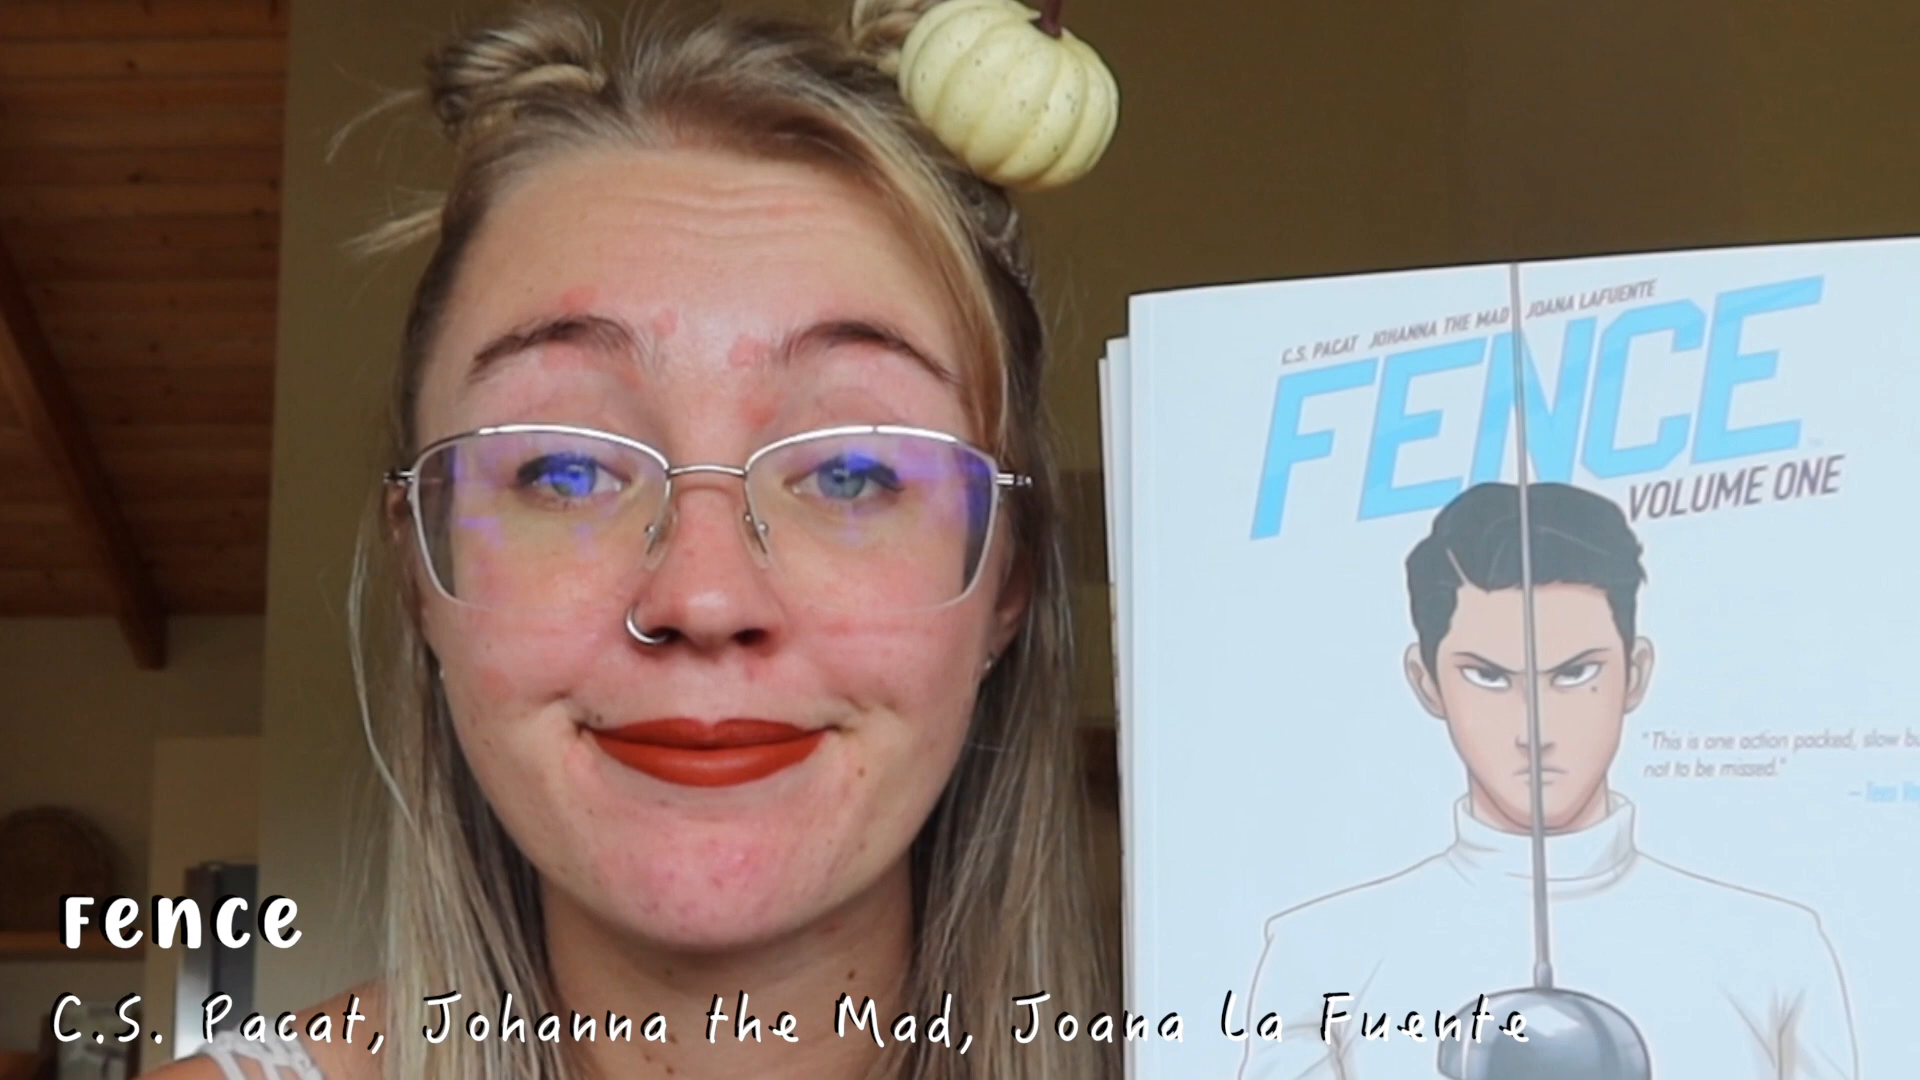 C.S. PACAT JOHANNA THE MAD JOANA LAFUENTE
FENCE
VOLUME ONE
"This is one action packed, slow
not to be missed."
Fence
C.S. Pacat, Johanna the Mad, Joana La Fuente